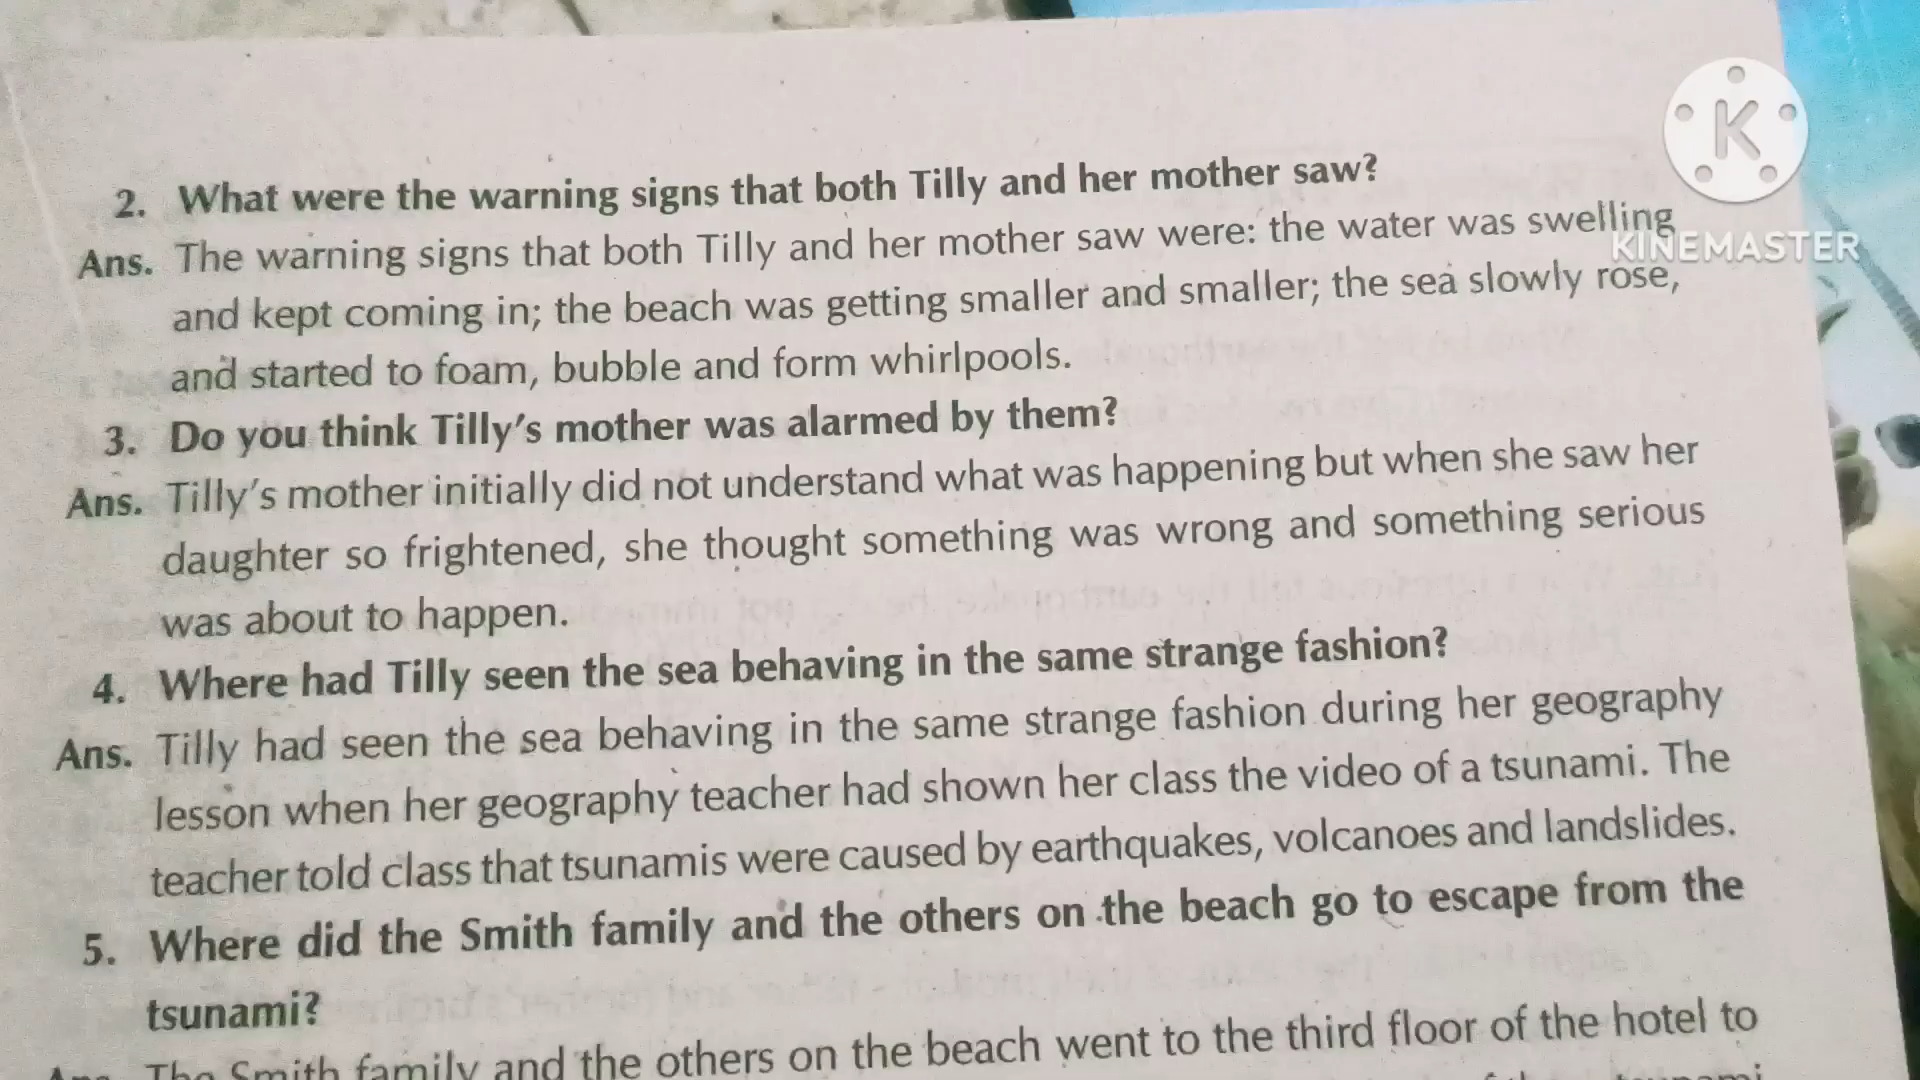 K
KINEMASTER
2. What were the warning signs that both Tilly and her mother saw?
Ans. The warning signs that both Tilly and her mother saw were: the water was swelling
and kept coming in; the beach was getting smaller and smaller; the sea slowly rose,
and started to foam, bubble and form whirlpools.
3. Do you think Tilly's mother was alarmed by them?
Ans. Tilly's mother initially did not understand what was happening but when she saw her
daughter so frightened, she thought something was wrong and something serious
was about to happen.
4. Where had Tilly seen the sea behaving in the same strange fashion?
Ans. Tilly had seen the sea behaving in the same strange fashion during her geography
lesson when her geography teacher had shown her class the video of a tsunami. The
teacher told class that tsunamis were caused by earthquakes, volcanoes and landslides.
5. Where did the Smith family and the others on the beach go to escape from the
tsunami?
Ans. The Smith family and the others on the beach went to the third floor of the hotel to